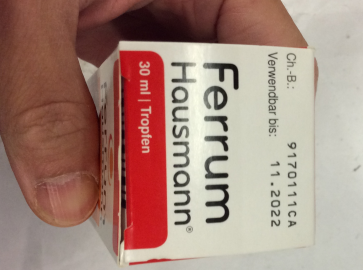 Ch.-B.: 9170111CA
Verwendbar bis: 11.2022
Ferrum
Hausmann®
30 ml | Tropfen